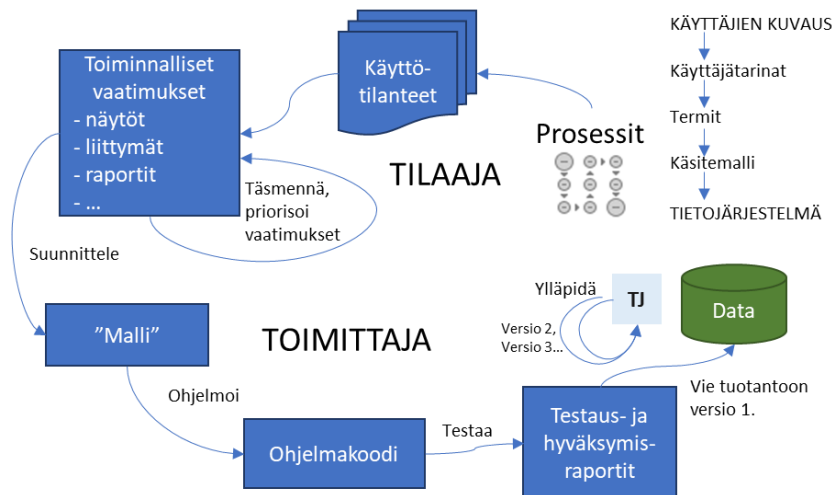 Toiminnalliset
vaatimukset
- näytöt
- liittymät
- raportit
- ...
Käyttö-
tilanteet
Prosessit
KÄYTTÄJIEN KUVAUS
Käyttäjätarinat
Termit
Käsitemalli
TIETOJÄRJESTELMÄ
TILAAJA
Täsmennä,
priorisoi
vaatimukset
Suunnittele
”Malli”
TOIMITTAJA
Ohjelmoi
Ohjelmakoodi
Testaa
Testaus- ja
hyväksymis-
raportit
Ylläpidä
Versio 2,
Versio 3...
TJ
Data
Vie tuotantoon
versio 1.